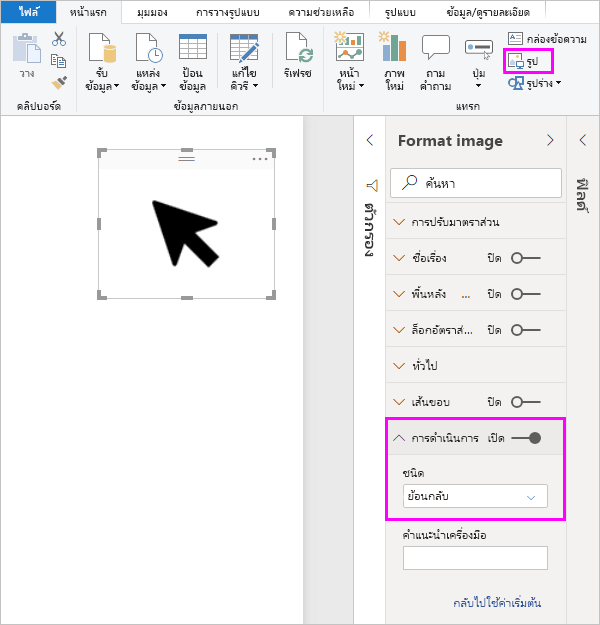 ไฟล์ หน้าแรก มุมมอง การวางรูปแบบ ความช่วยเหลือ รูปแบบ ข้อมูล/ดูรายละเอียด
วาง
คลิปบอร์ด
รับ
ข้อมูล
แหล่ง
ข้อมูล
ป้อน
ข้อมูล
แก้ไข
คิวรี
รีเฟรช
ข้อมูลภายนอก
หน้า
ใหม่
ภาพ
ใหม่
ถาม
คำถาม
ปุ่ม
กล่องข้อความ
รูป
รูปร่าง
แทรก
ตัวกรอง
Format image
ค้นหา
การปรับมาตราส่วน
ชื่อเรื่อง ปิด
พื้นหลัง ... ปิด
ล็อกอัตราส่... ปิด
ทั่วไป
เส้นขอบ ปิด
การดำเนินการ เปิด
ชนิด
ย้อนกลับ
คำแนะนำเครื่องมือ
กลับไปใช้ค่าเริ่มต้น
ฟิลด์